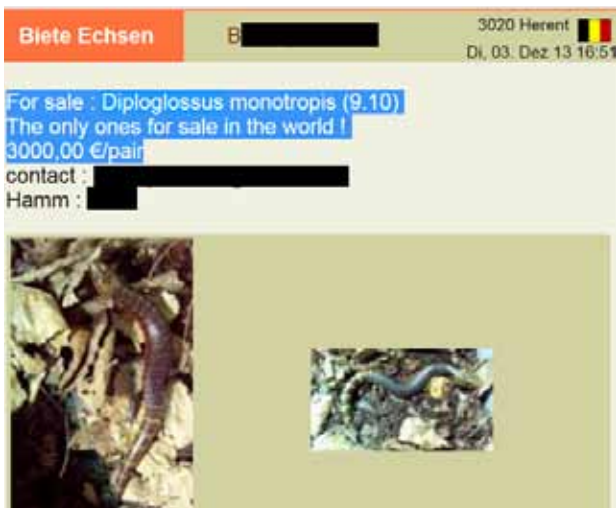 Biete Echsen
B
3020 Herent
Di, 03. Dez 13 16:51
For sale : Diploglossus monotropis (9.10)
The only ones for sale in the world !
3000,00 €/pair
contact :
Hamm :